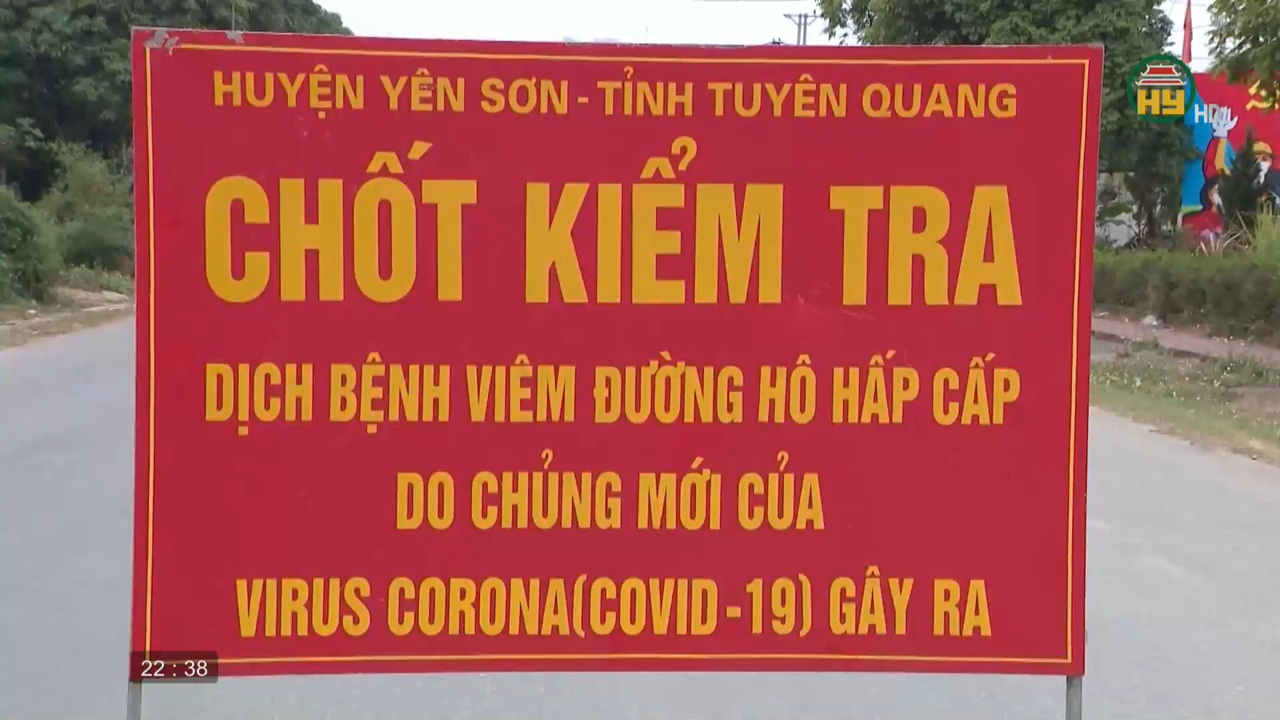 HUYỆN YÊN SƠN - TỈNH TUYÊN QUANG
CHỐT KIỂM TRA
DỊCH BỆNH VIÊM ĐƯỜNG HÔ HẤP CẤP
DO CHỦNG MỚI CỦA
VIRUS CORONA(COVID-19) GÂY RA
HY
22 : 38